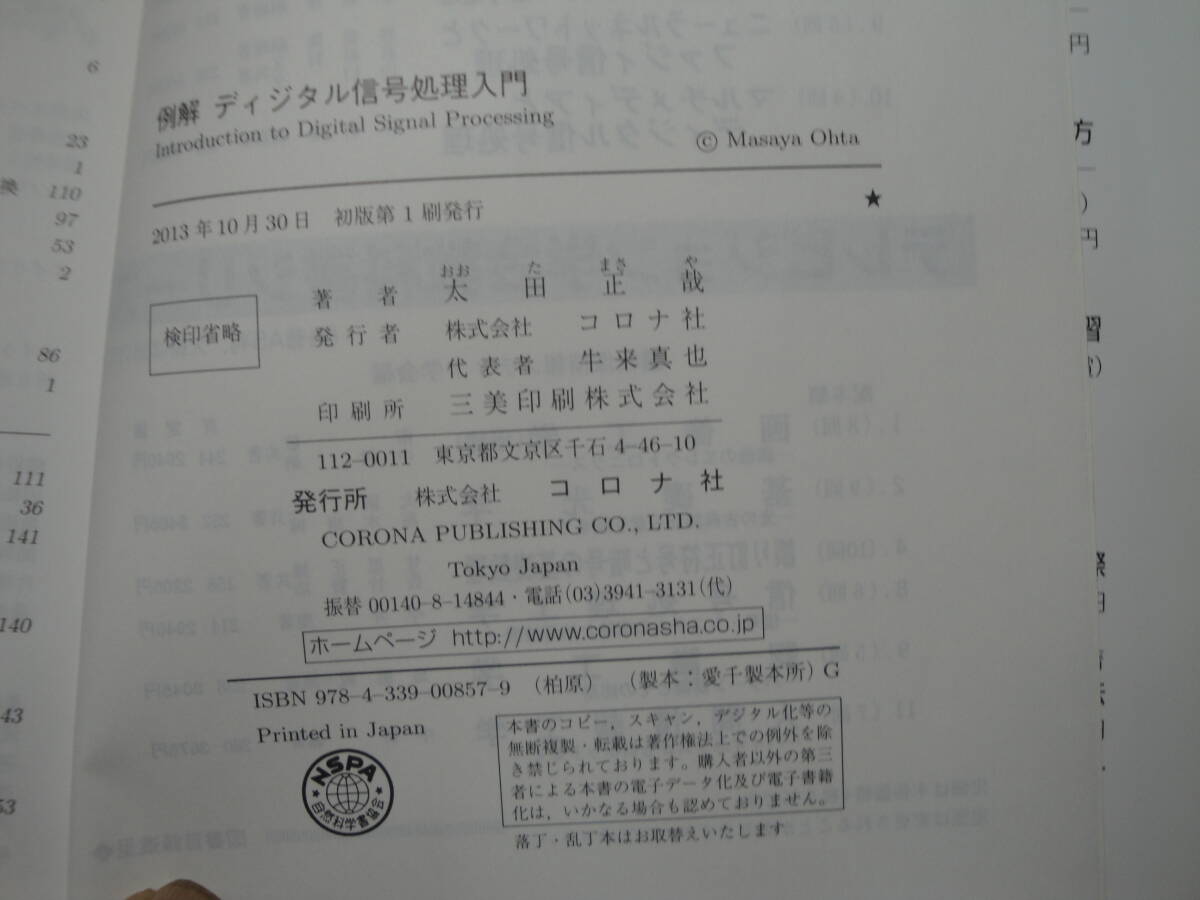 例解 ディジタル信号処理入門
Introduction to Digital Signal Processing
© Masaya Ohta
★
2013年10月30日 初版第1刷発行
検印省略
おお た まさ や
著者 太田正哉
発行者 株式会社 コロナ社
代表者 牛来真也
印刷所 三美印刷株式会社
112-0011 東京都文京区千石 4-46-10
発行所 株式会社 コロナ社
CORONA PUBLISHING CO., LTD.
Tokyo Japan
振替 00140-8-14844・電話(03)3941-3131(代)
ホームページ http://www.coronasha.co.jp
ISBN 978-4-339-00857-9 (柏原) (製本：愛千製本所) G
Printed in Japan
NSPA
自然科学書協会
本書のコピー，スキャン，デジタル化等の
無断複製・転載は著作権法上での例外を除
き禁じられております。購入者以外の第三
者による本書の電子データ化及び電子書籍
化は，いかなる場合も認めておりません。
落丁・乱丁本はお取替えいたします
6
23
1
換 110
97
53
2
86
1
111
36
141
140
43
53
円
方
円